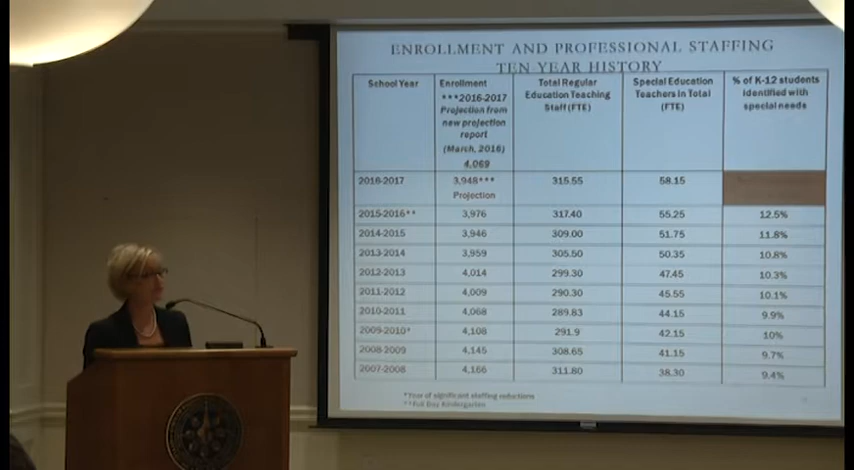 ENROLLMENT AND PROFESSIONAL STAFFING
TEN YEAR HISTORY
School Year
Enrollment
***2016-2017
Projection from
new projection
report
(March, 2016)
4,069
Total Regular
Education Teaching
Staff (FTE)
Special Education
Teachers in Total
(FTE)
% of K-12 students
identified with
special needs
2016-2017 3,948*** Projection 315.55 58.15
2015-2016** 3,976 317.40 55.25 12.5%
2014-2015 3,946 309.00 51.75 11.8%
2013-2014 3,959 305.50 50.35 10.8%
2012-2013 4,014 299.30 47.45 10.3%
2011-2012 4,009 290.30 45.55 10.1%
2010-2011 4,068 289.83 44.15 9.9%
2009-2010* 4,108 291.9 42.15 10%
2008-2009 4,145 308.65 41.15 9.7%
2007-2008 4,166 311.80 38.30 9.4%
*Year of significant staffing reductions
**Full Day Kindergarten